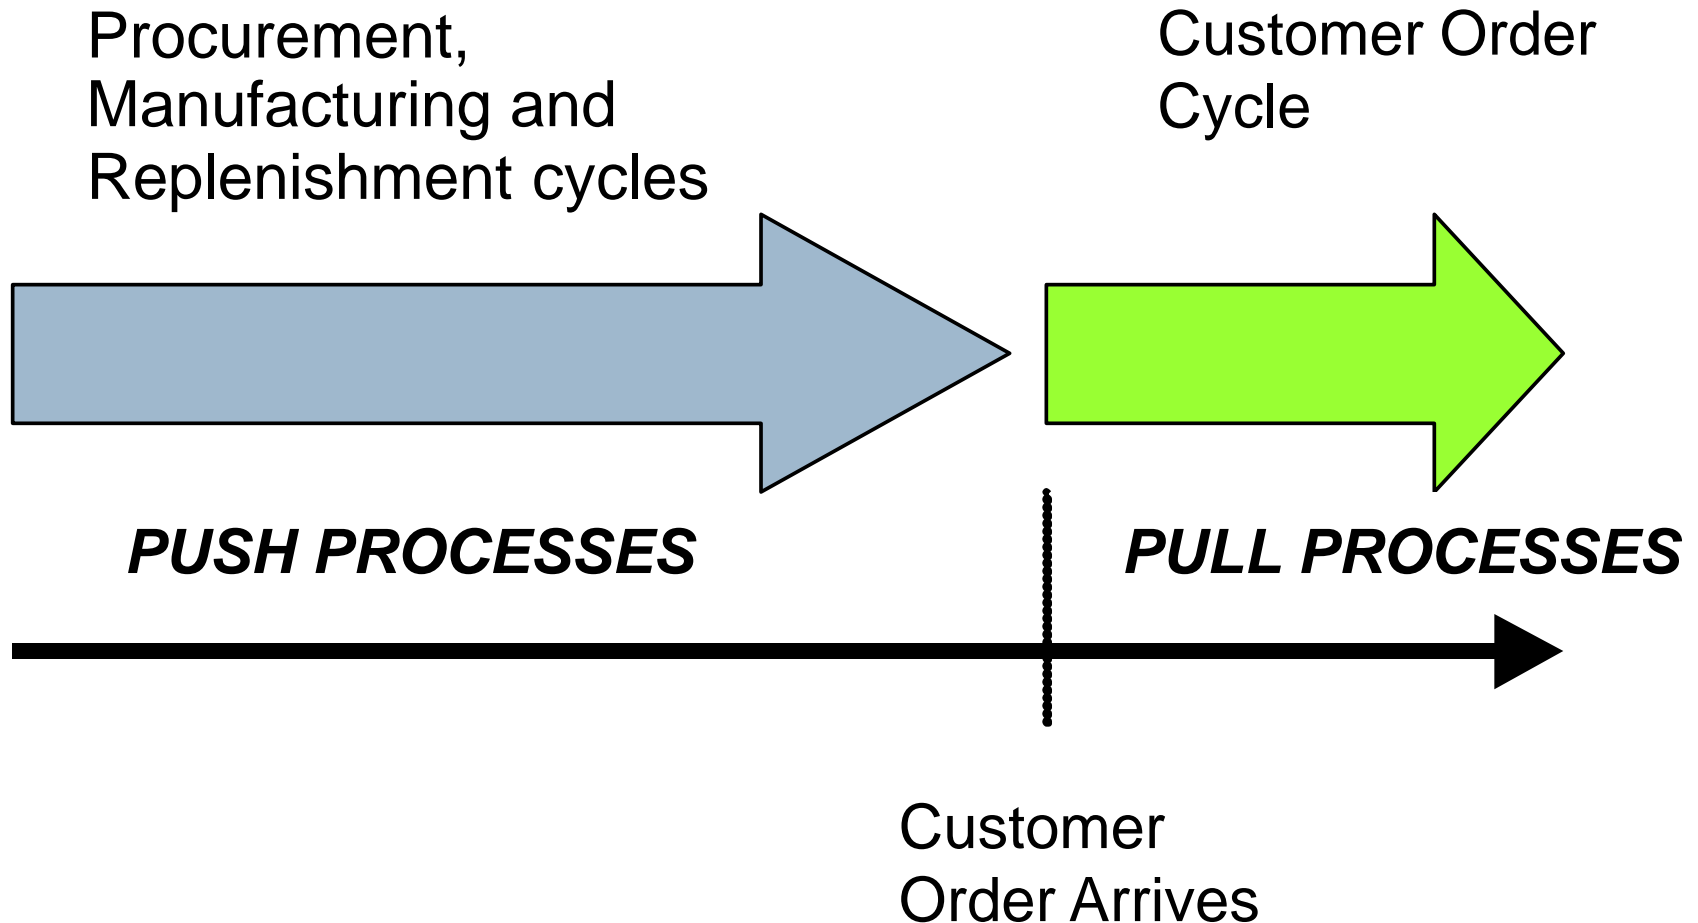 Procurement,
Manufacturing and
Replenishment cycles
Customer Order
Cycle
PUSH PROCESSES
PULL PROCESSES
Customer
Order Arrives